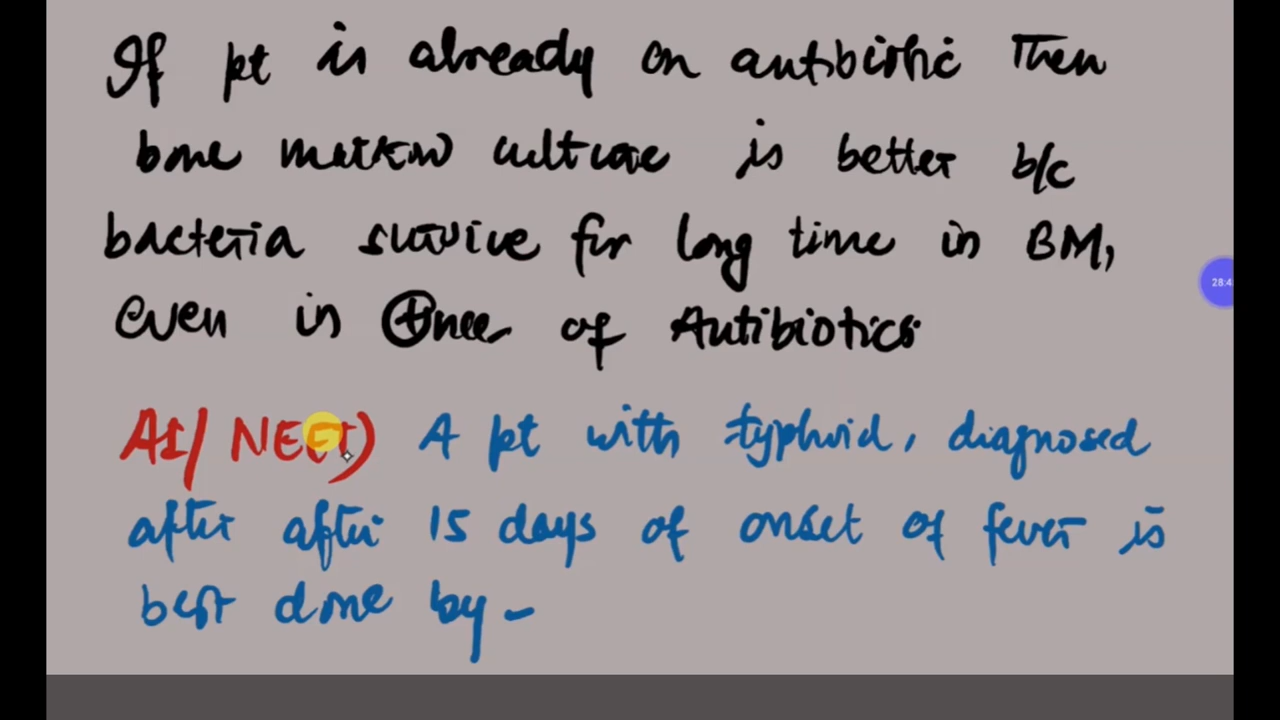 If pt is already on antibiotic Then
bone marrow culture is better b/c
bacteria survive for long time in BM,
even in ⊕nce of Antibiotics
28:4
AI/ NEET) A pt with typhoid, diagnosed
after after 15 days of onset of fever is
best done by -